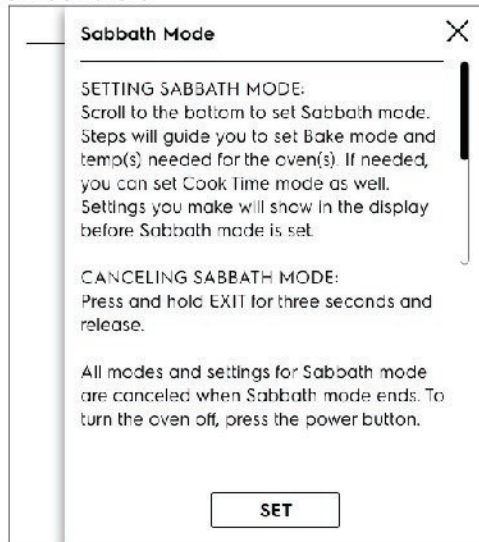 Sabbath Mode
SETTING SABBATH MODE:
Scroll to the bottom to set Sabbath mode.
Steps will guide you to set Bake mode and
temp(s) needed for the oven(s). If needed,
you can set Cook Time mode as well.
Settings you make will show in the display
before Sabbath mode is set.
CANCELING SABBATH MODE:
Press and hold EXIT for three seconds and
release.
All modes and settings for Sabbath mode
are canceled when Sabbath mode ends. To
turn the oven off, press the power button.
SET